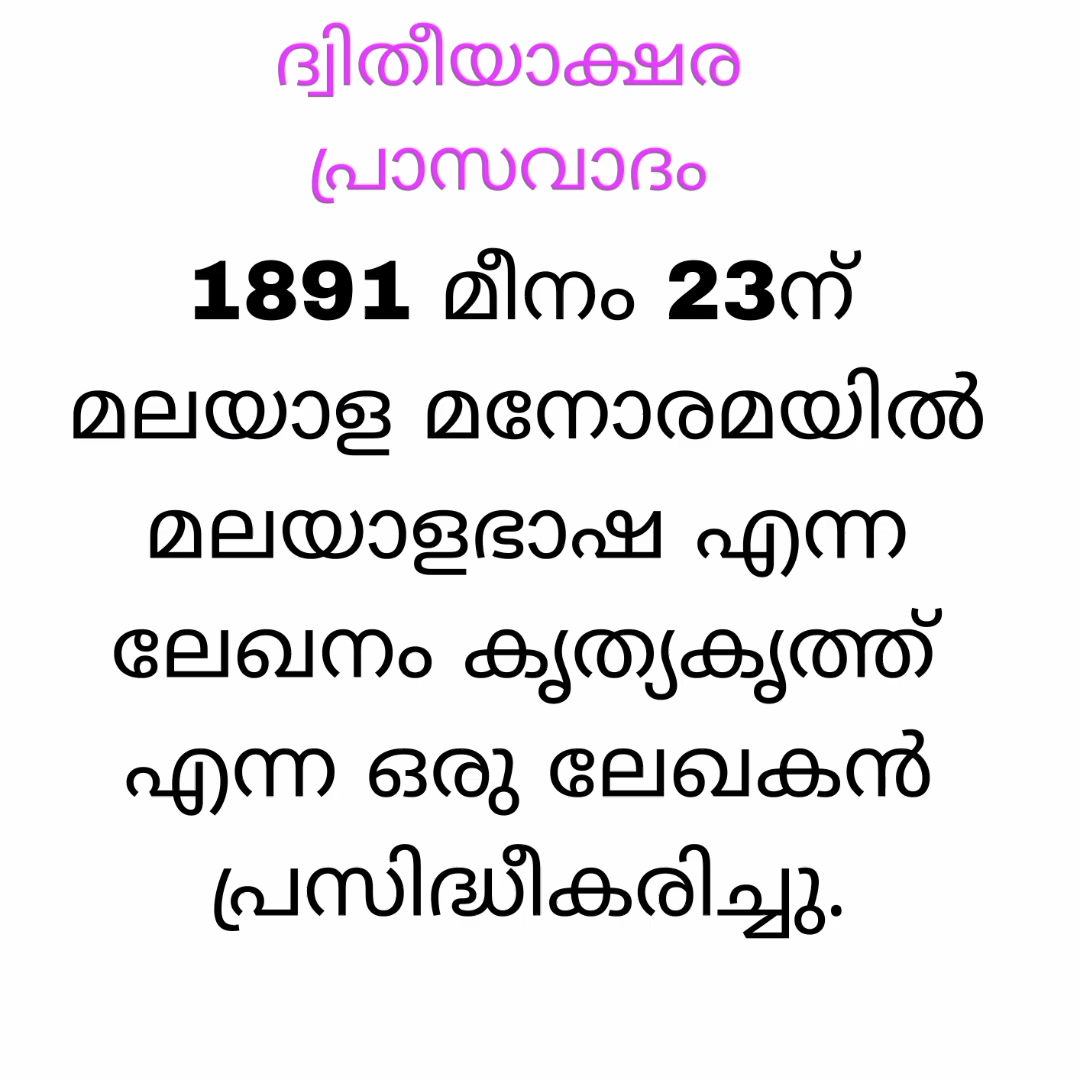 ദ്വിതീയാക്ഷര
പ്രാസവാദം
1891 മീനം 23ന്
മലയാള മനോരമയിൽ
മലയാളഭാഷ എന്ന
ലേഖനം കൃത്യകൃത്ത്
എന്ന ഒരു ലേഖകൻ
പ്രസിദ്ധീകരിച്ചു.